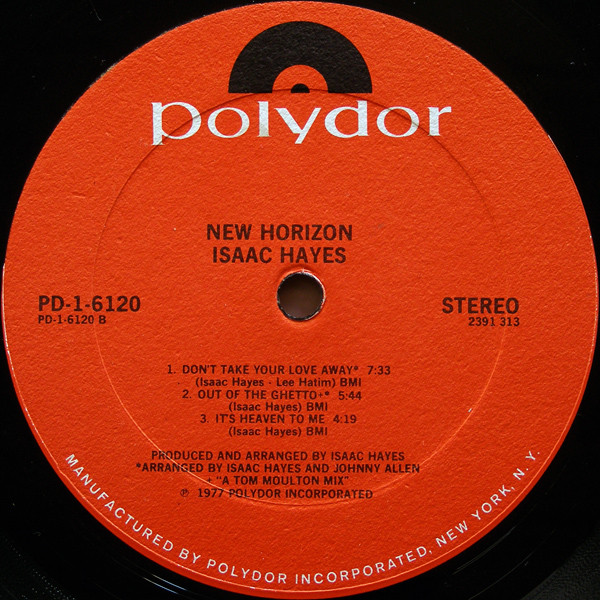 polydor
NEW HORIZON
ISAAC HAYES
PD-1-6120
PD-1-6120 B
STEREO
2391 313
1. DON'T TAKE YOUR LOVE AWAY* 7:33
(Isaac Hayes - Lee Hatim) BMI
2. OUT OF THE GHETTO+* 5:44
(Isaac Hayes) BMI
3. IT'S HEAVEN TO ME 4:19
(Isaac Hayes) BMI
PRODUCED AND ARRANGED BY ISAAC HAYES
*ARRANGED BY ISAAC HAYES AND JOHNNY ALLEN
+ "A TOM MOULTON MIX"
℗ 1977 POLYDOR INCORPORATED
MANUFACTURED BY POLYDOR INCORPORATED, NEW YORK, N. Y.